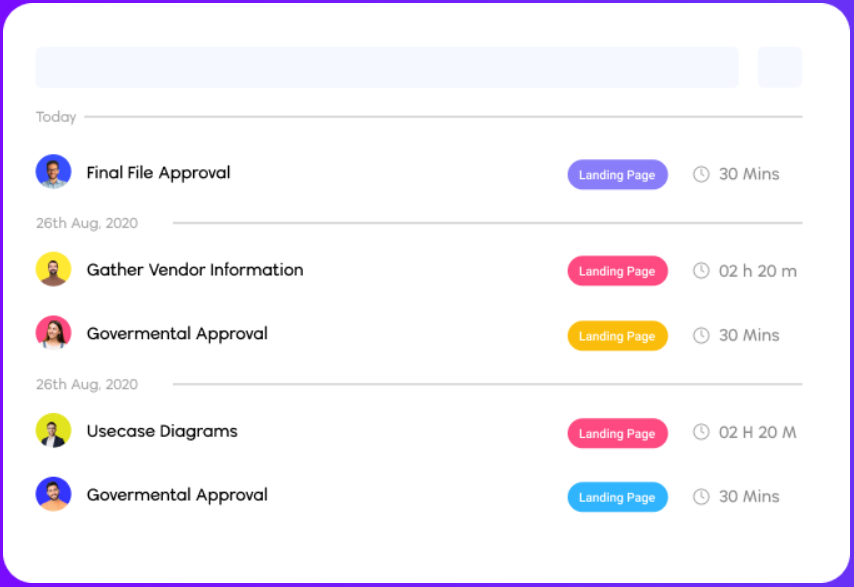 Today
Final File Approval Landing Page 30 Mins
26th Aug, 2020
Gather Vendor Information Landing Page 02 h 20 m
Govermental Approval Landing Page 30 Mins
26th Aug, 2020
Usecase Diagrams Landing Page 02 H 20 M
Govermental Approval Landing Page 30 Mins